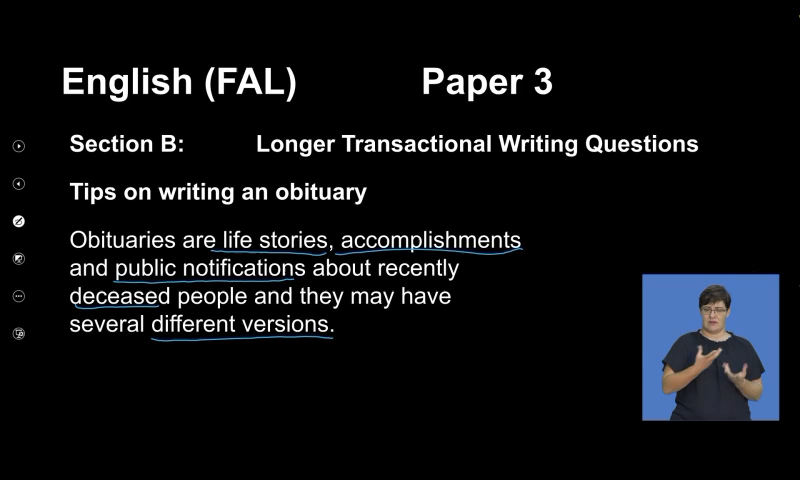 English (FAL) Paper 3
Section B: Longer Transactional Writing Questions
Tips on writing an obituary
Obituaries are life stories, accomplishments
and public notifications about recently
deceased people and they may have
several different versions.